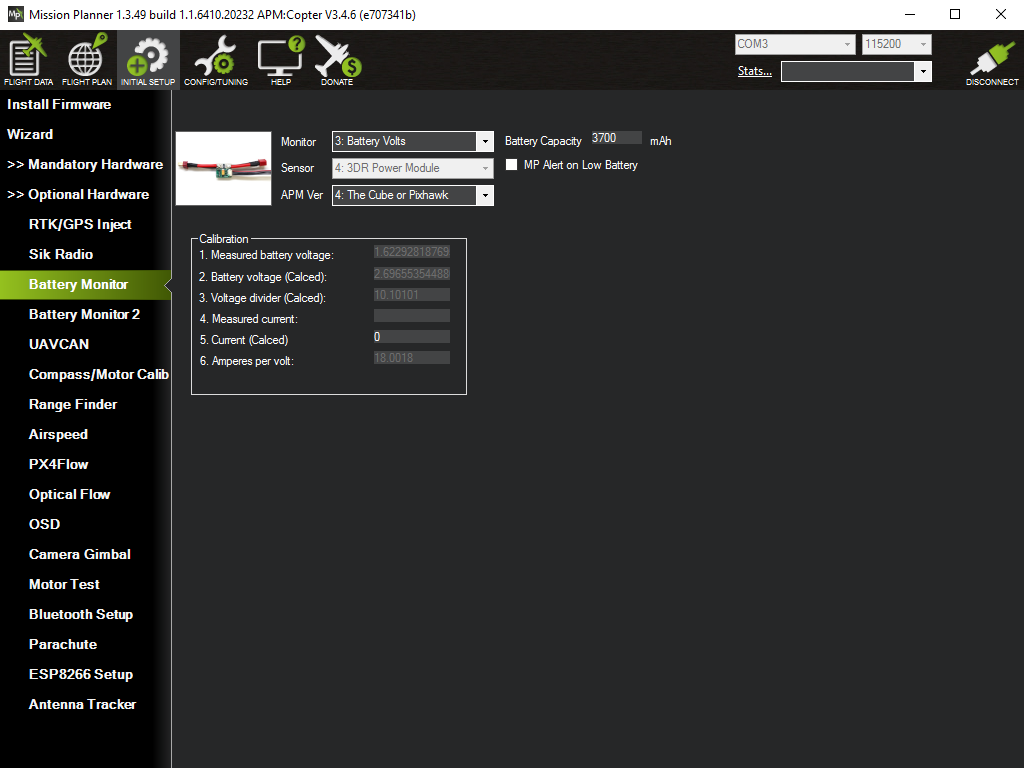 Mission Planner 1.3.49 build 1.1.6410.20232 APM:Copter V3.4.6 (e707341b)
FLIGHT DATA FLIGHT PLAN INITIAL SETUP CONFIG/TUNING HELP DONATE
COM3 115200
Stats...
DISCONNECT
Install Firmware
Wizard
>> Mandatory Hardware
>> Optional Hardware
RTK/GPS Inject
Sik Radio
Battery Monitor
Battery Monitor 2
UAVCAN
Compass/Motor Calib
Range Finder
Airspeed
PX4Flow
Optical Flow
OSD
Camera Gimbal
Motor Test
Bluetooth Setup
Parachute
ESP8266 Setup
Antenna Tracker
Monitor 3: Battery Volts Battery Capacity 3700 mAh
Sensor 4: 3DR Power Module MP Alert on Low Battery
APM Ver 4: The Cube or Pixhawk
Calibration
1. Measured battery voltage: 1.62292818769
2. Battery voltage (Calced): 2.69655354488
3. Voltage divider (Calced): 10.10101
4. Measured current:
5. Current (Calced) 0
6. Amperes per volt: 18.0018